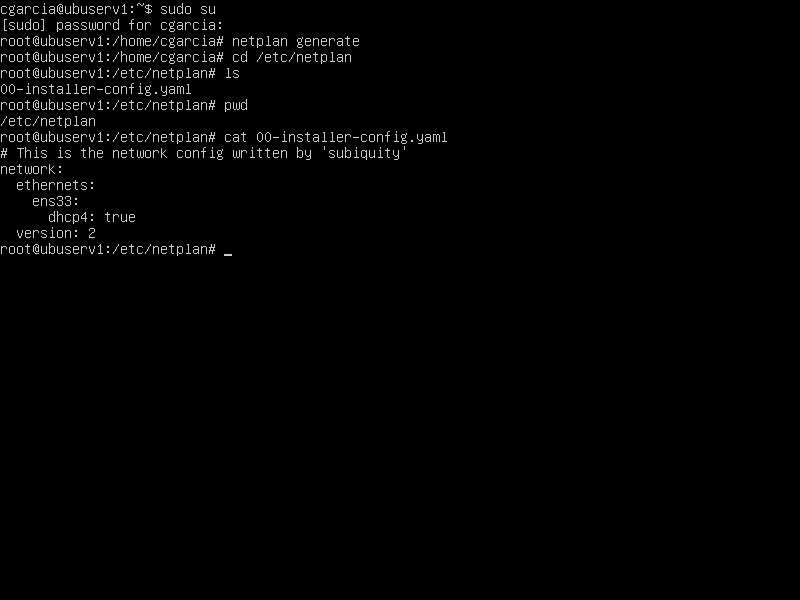 cgarcia@ubuserv1:~$ sudo su
[sudo] password for cgarcia:
root@ubuserv1:/home/cgarcia# netplan generate
root@ubuserv1:/home/cgarcia# cd /etc/netplan
root@ubuserv1:/etc/netplan# ls
00-installer-config.yaml
root@ubuserv1:/etc/netplan# pwd
/etc/netplan
root@ubuserv1:/etc/netplan# cat 00-installer-config.yaml
# This is the network config written by 'subiquity'
network:
  ethernets:
    ens33:
      dhcp4: true
  version: 2
root@ubuserv1:/etc/netplan# _